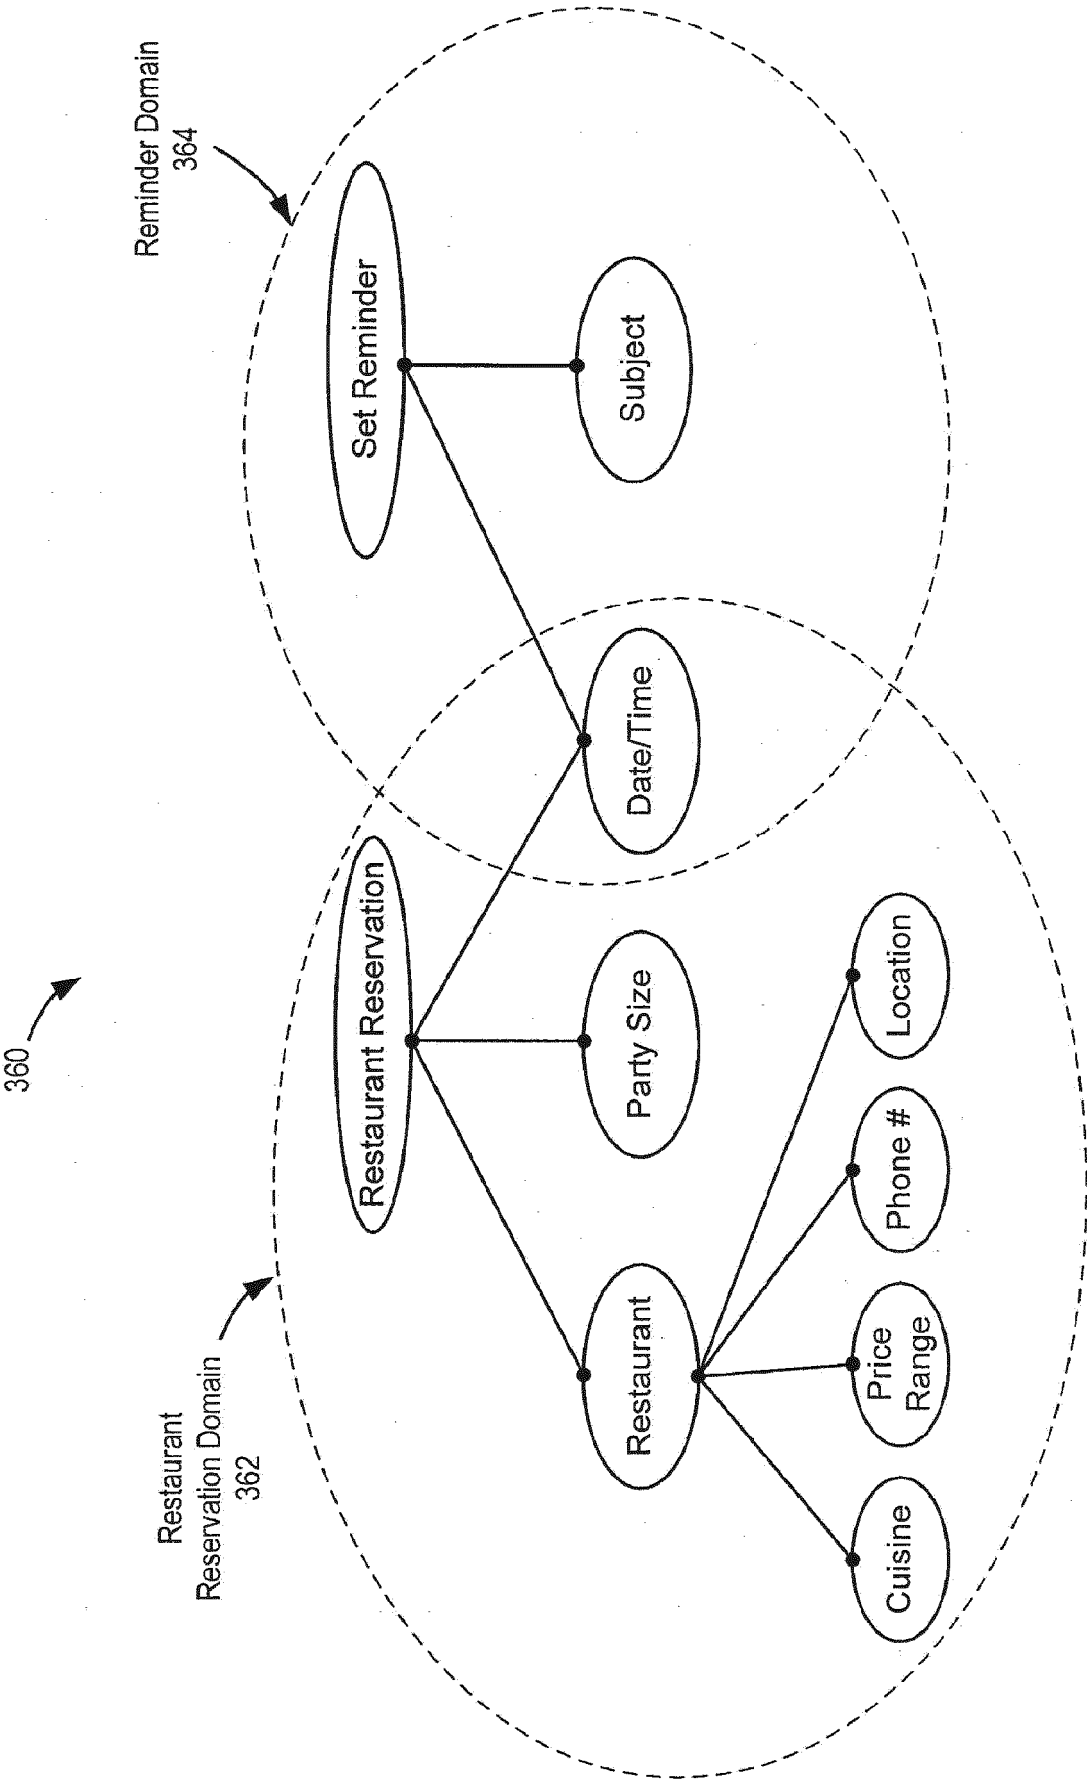 360
Restaurant
Reservation Domain
362
Reminder Domain
364
Restaurant Reservation
Set Reminder
Restaurant
Party Size
Date/Time
Subject
Cuisine
Price
Range
Phone #
Location